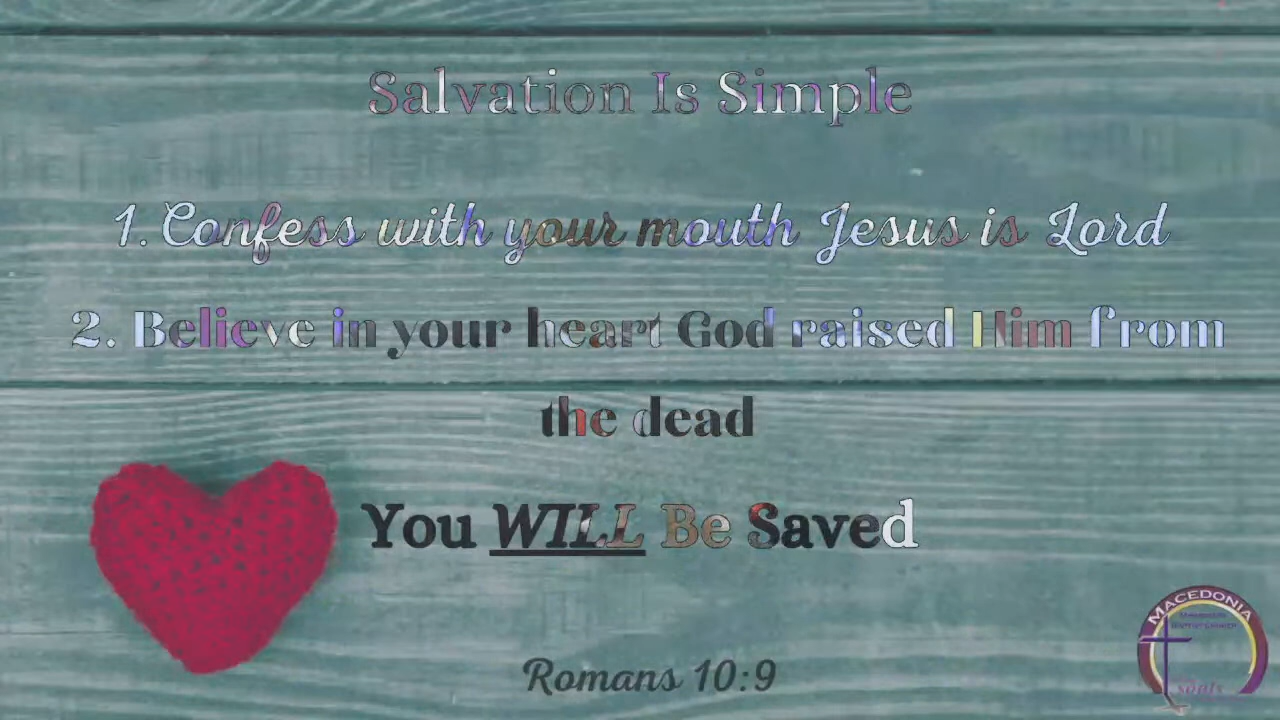 Salvation Is Simple
1. Confess with your mouth Jesus is Lord
2. Believe in your heart God raised Him from
the dead
You WILL Be Saved
Romans 10:9
MACEDONIA
Souls